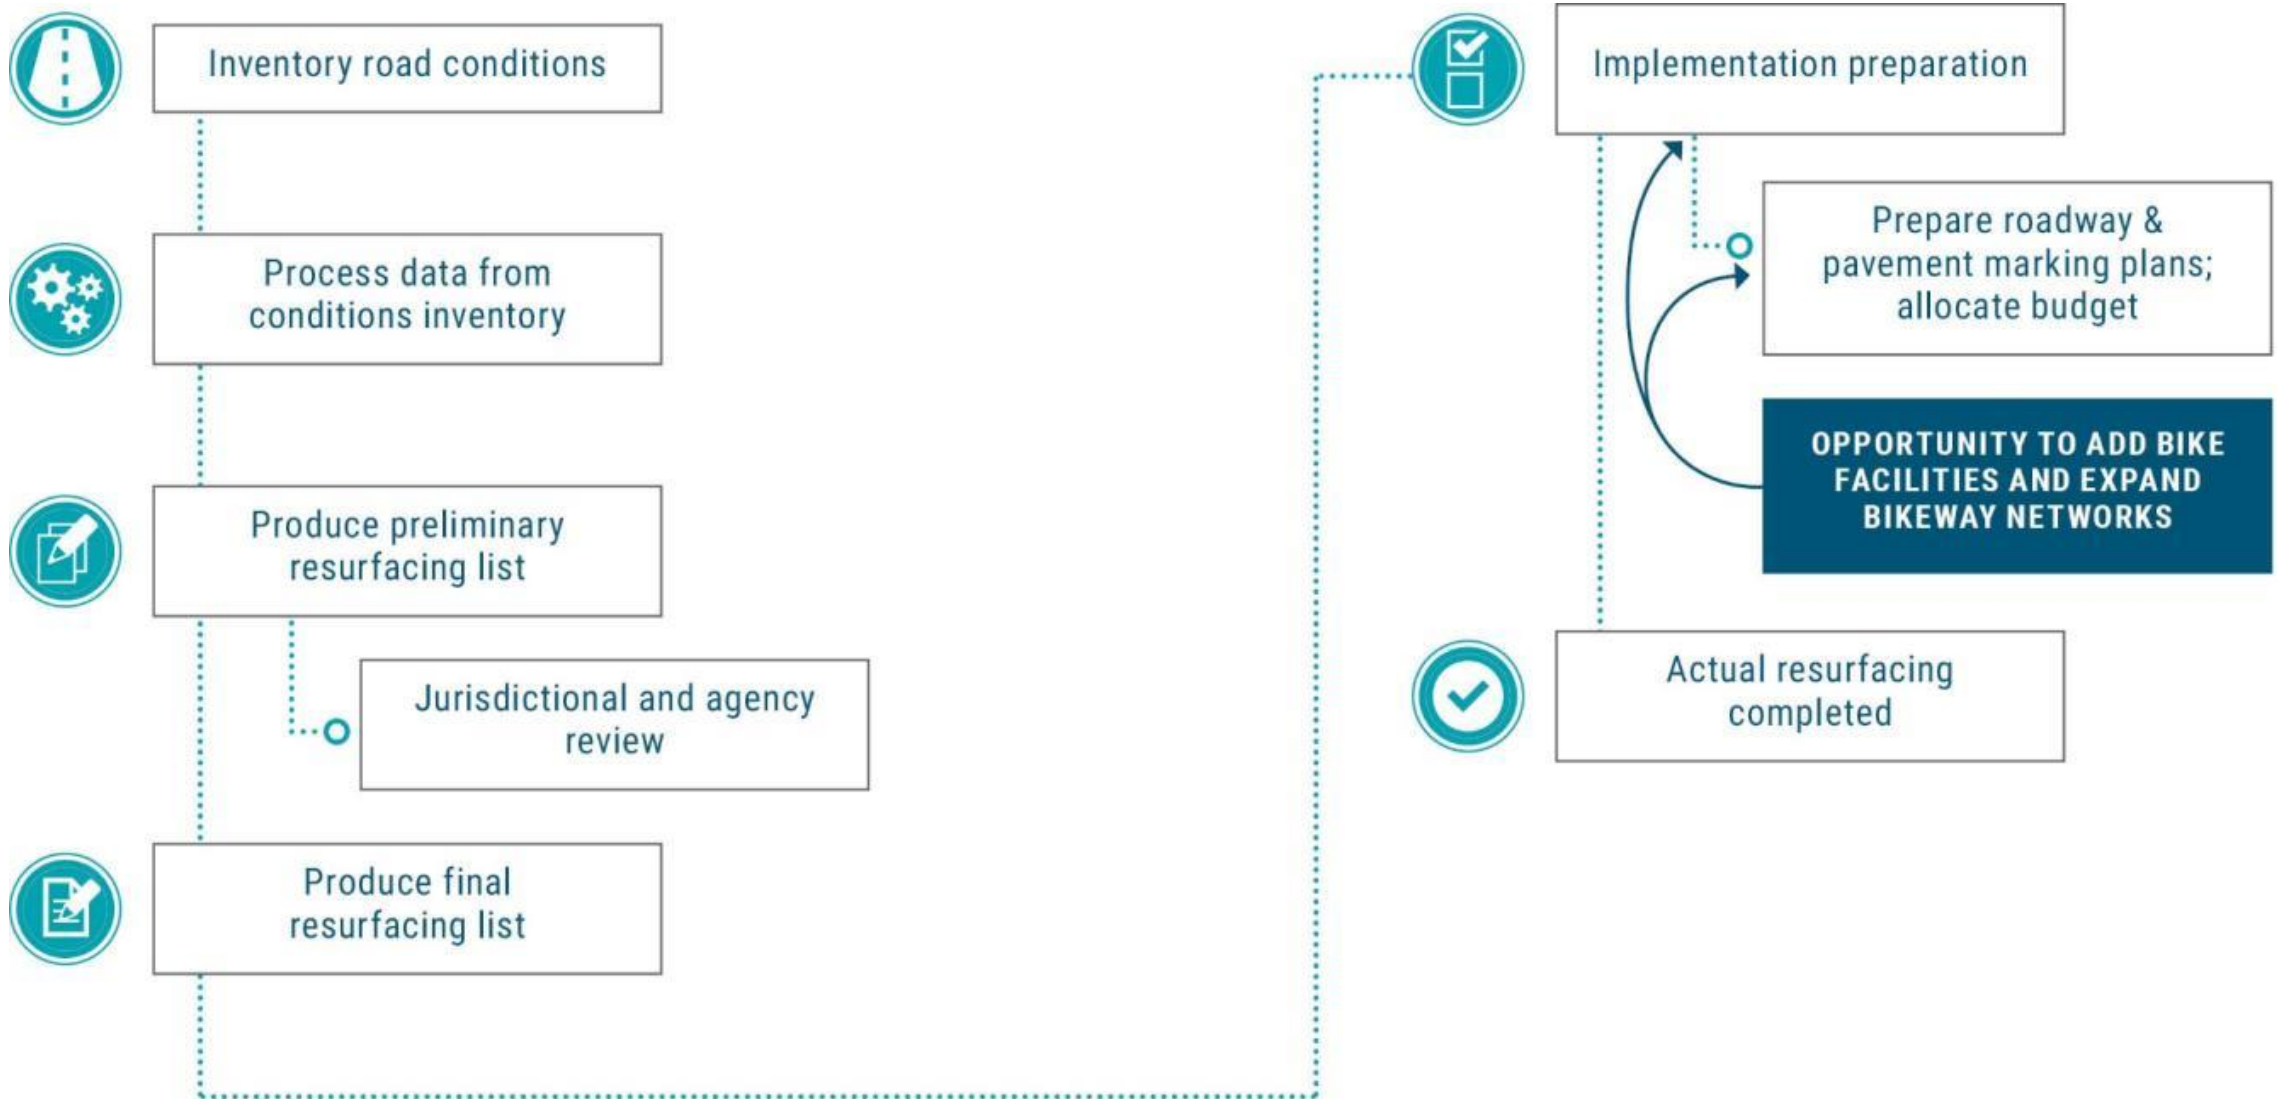 Inventory road conditions
Process data from
conditions inventory
Produce preliminary
resurfacing list
Jurisdictional and agency
review
Produce final
resurfacing list
Implementation preparation
Prepare roadway &
pavement marking plans;
allocate budget
OPPORTUNITY TO ADD BIKE
FACILITIES AND EXPAND
BIKEWAY NETWORKS
Actual resurfacing
completed